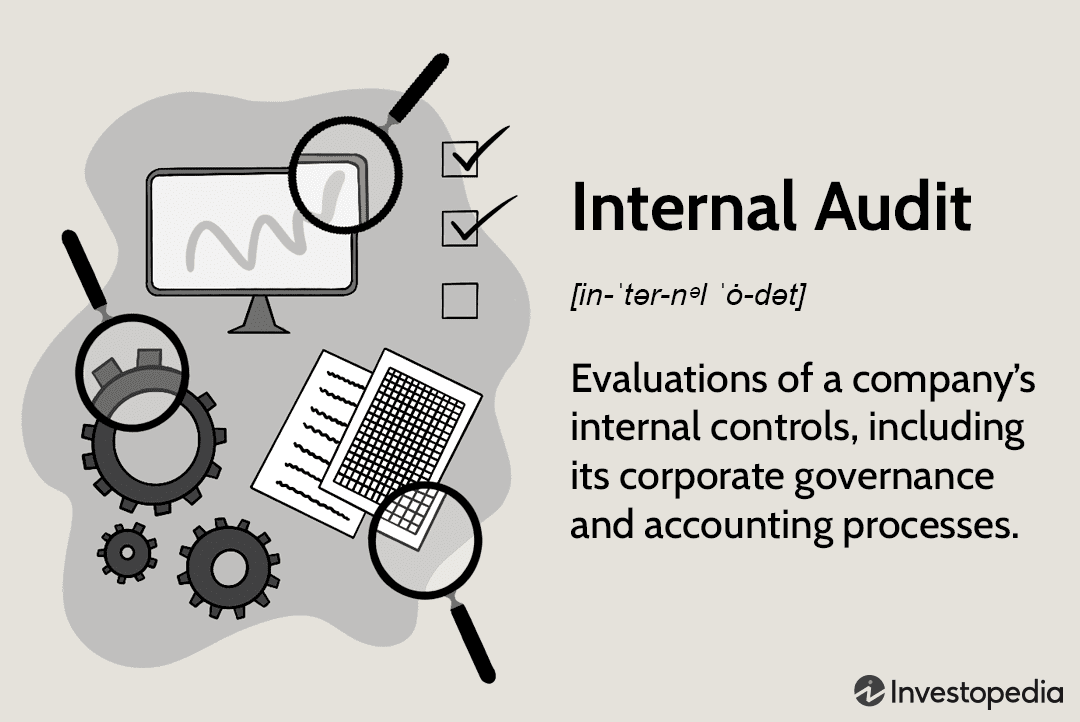 Internal Audit
[in-ˈtər-nᵊl ˈȯ-dət]
Evaluations of a company’s
internal controls, including
its corporate governance
and accounting processes.
Investopedia